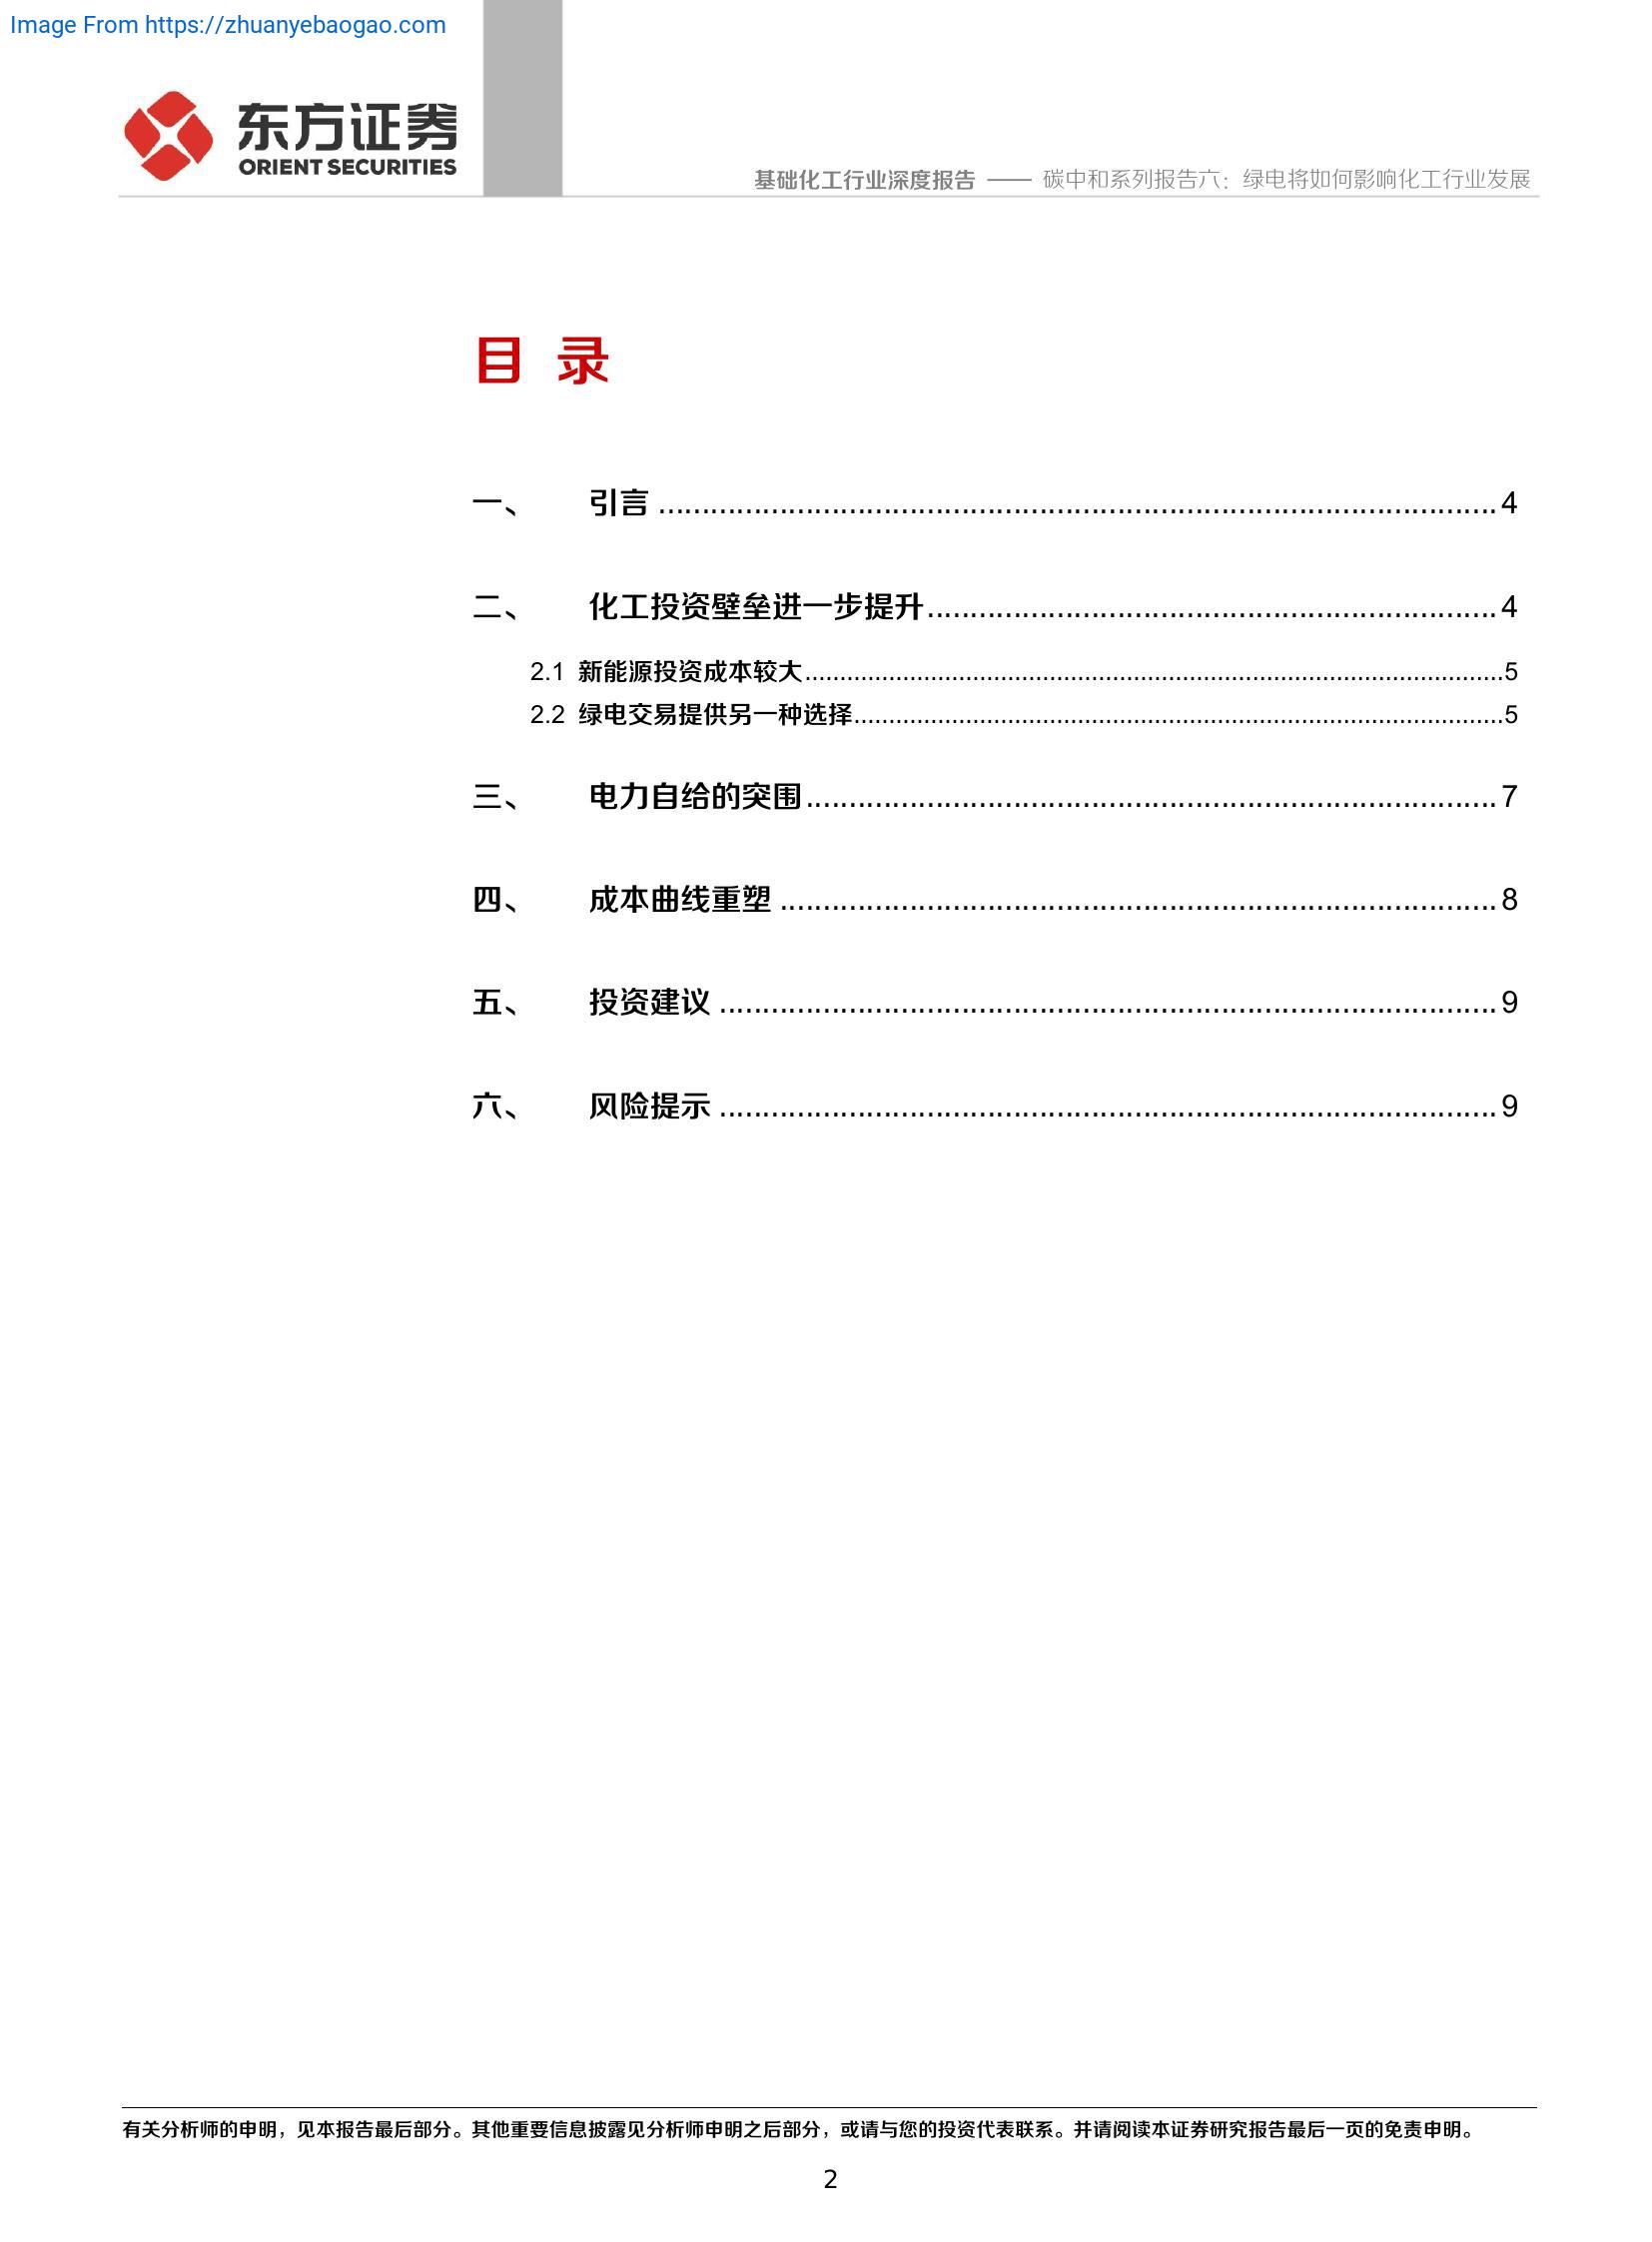 Image From https://zhuanyebaogao.com
东方证券
ORIENT SECURITIES
基础化工行业深度报告 —— 碳中和系列报告六：绿电将如何影响化工行业发展
目 录
一、 引言 ........................................ 4
二、 化工投资壁垒进一步提升 ........................................ 4
2.1 新能源投资成本较大 ........................................ 5
2.2 绿电交易提供另一种选择 ........................................ 5
三、 电力自给的突围 ........................................ 7
四、 成本曲线重塑 ........................................ 8
五、 投资建议 ........................................ 9
六、 风险提示 ........................................ 9
有关分析师的申明，见本报告最后部分。其他重要信息披露见分析师申明之后部分，或请与您的投资代表联系。并请阅读本证券研究报告最后一页的免责申明。
2